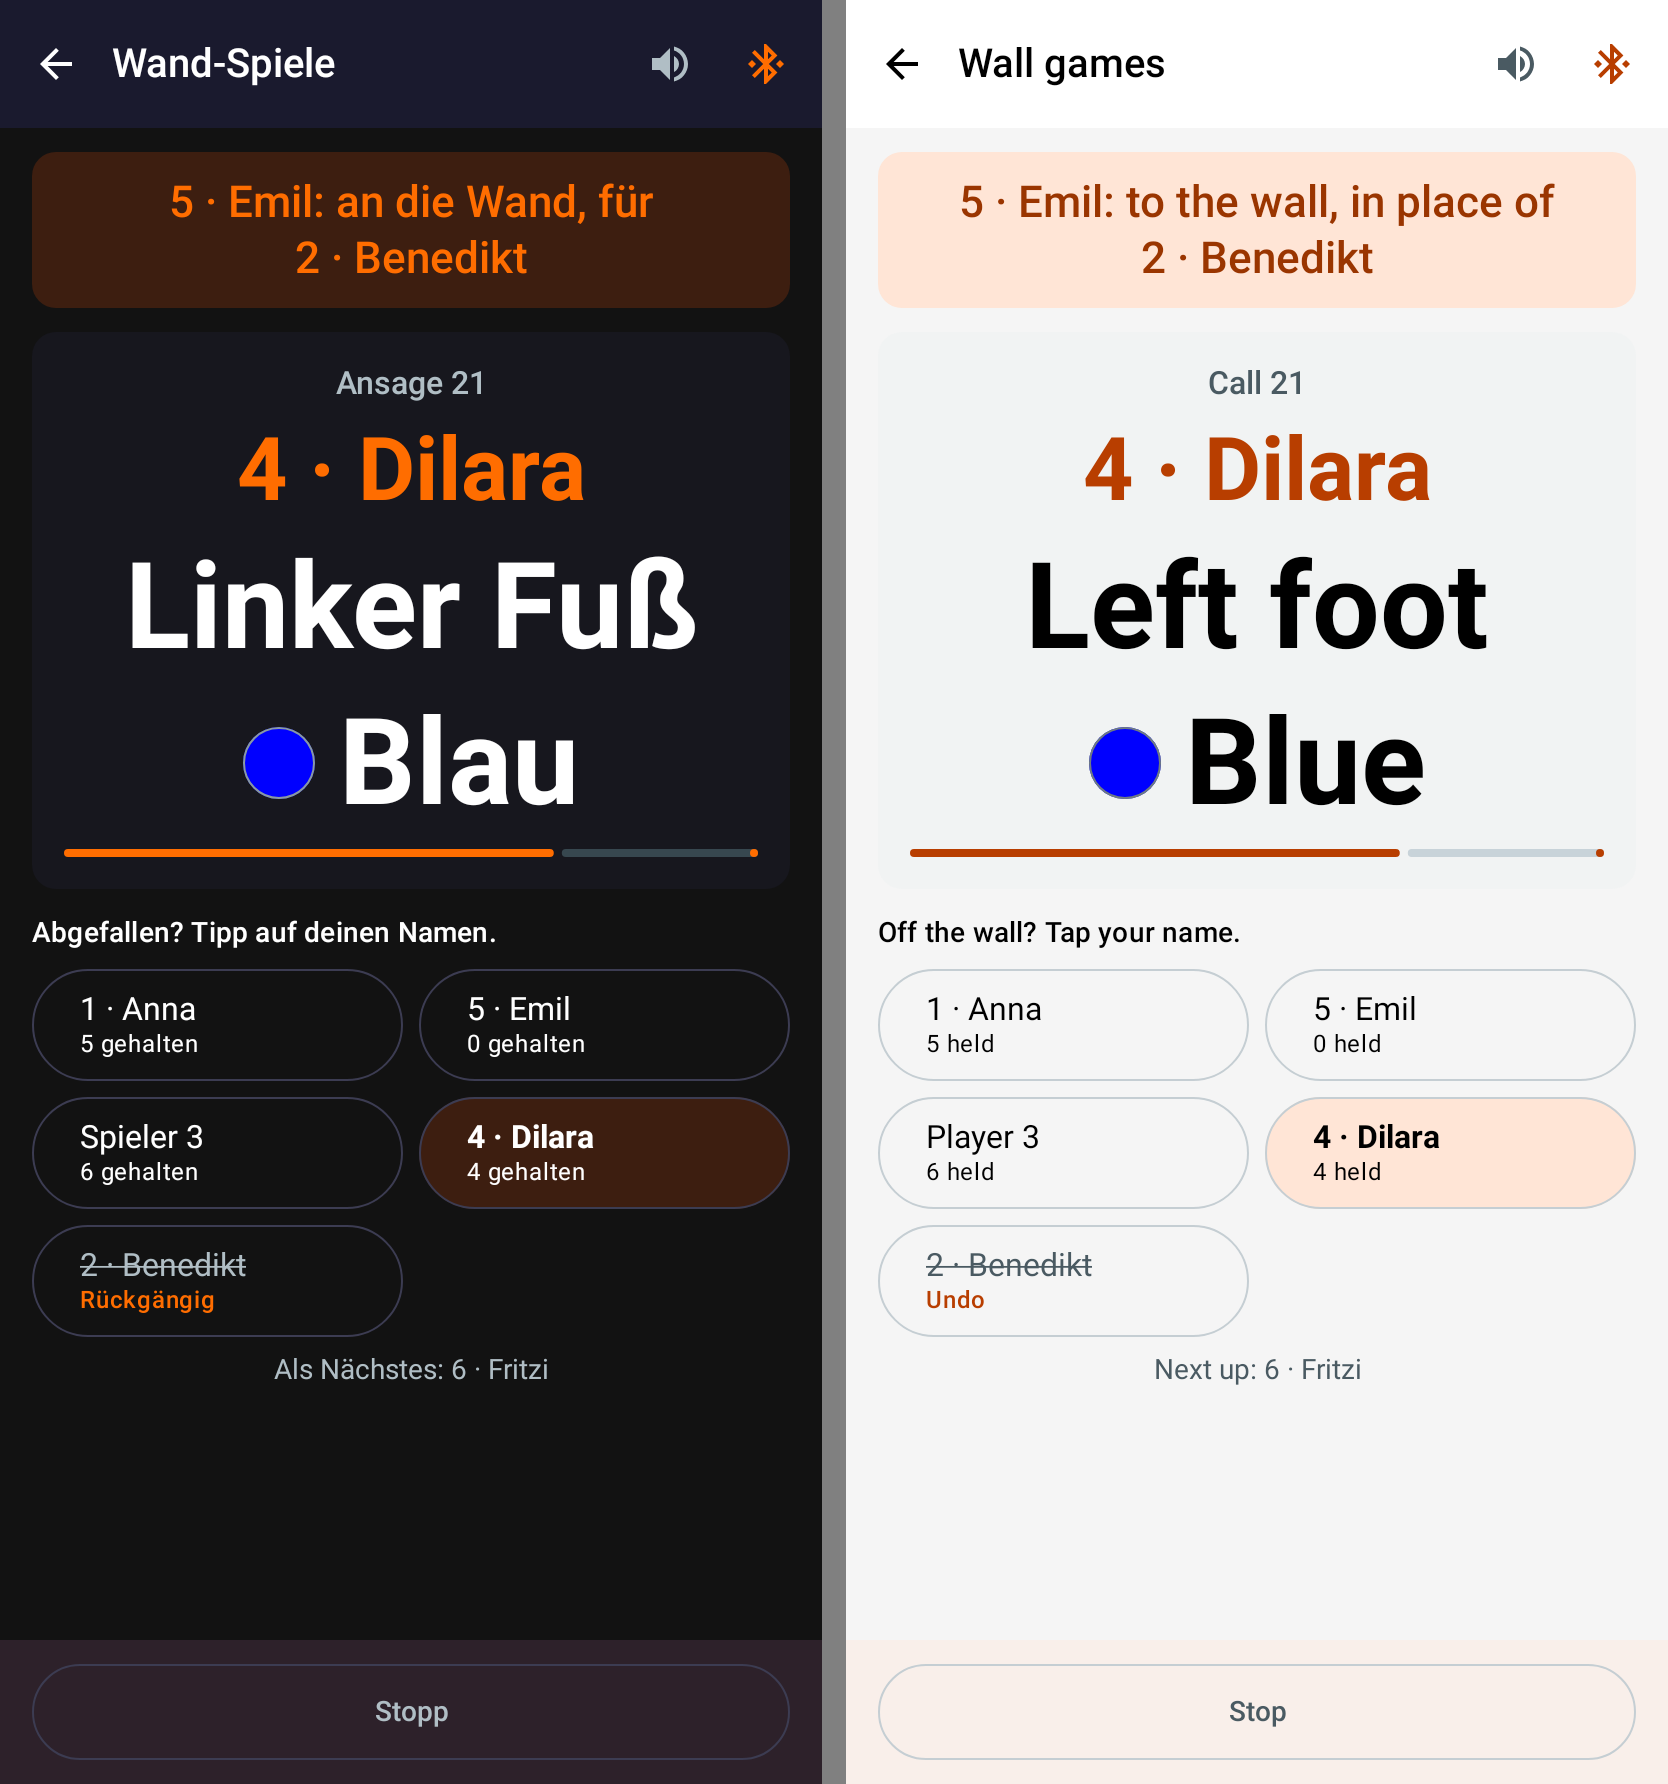 Wand-Spiele
5 · Emil: an die Wand, für
2 · Benedikt
Ansage 21
4 · Dilara
Linker Fuß
Blau
Abgefallen? Tipp auf deinen Namen.
1 · Anna
5 gehalten
5 · Emil
0 gehalten
Spieler 3
6 gehalten
4 · Dilara
4 gehalten
2 · Benedikt
Rückgängig
Als Nächstes: 6 · Fritzi
Stopp
Wall games
5 · Emil: to the wall, in place of
2 · Benedikt
Call 21
4 · Dilara
Left foot
Blue
Off the wall? Tap your name.
1 · Anna
5 held
5 · Emil
0 held
Player 3
6 held
4 · Dilara
4 held
2 · Benedikt
Undo
Next up: 6 · Fritzi
Stop